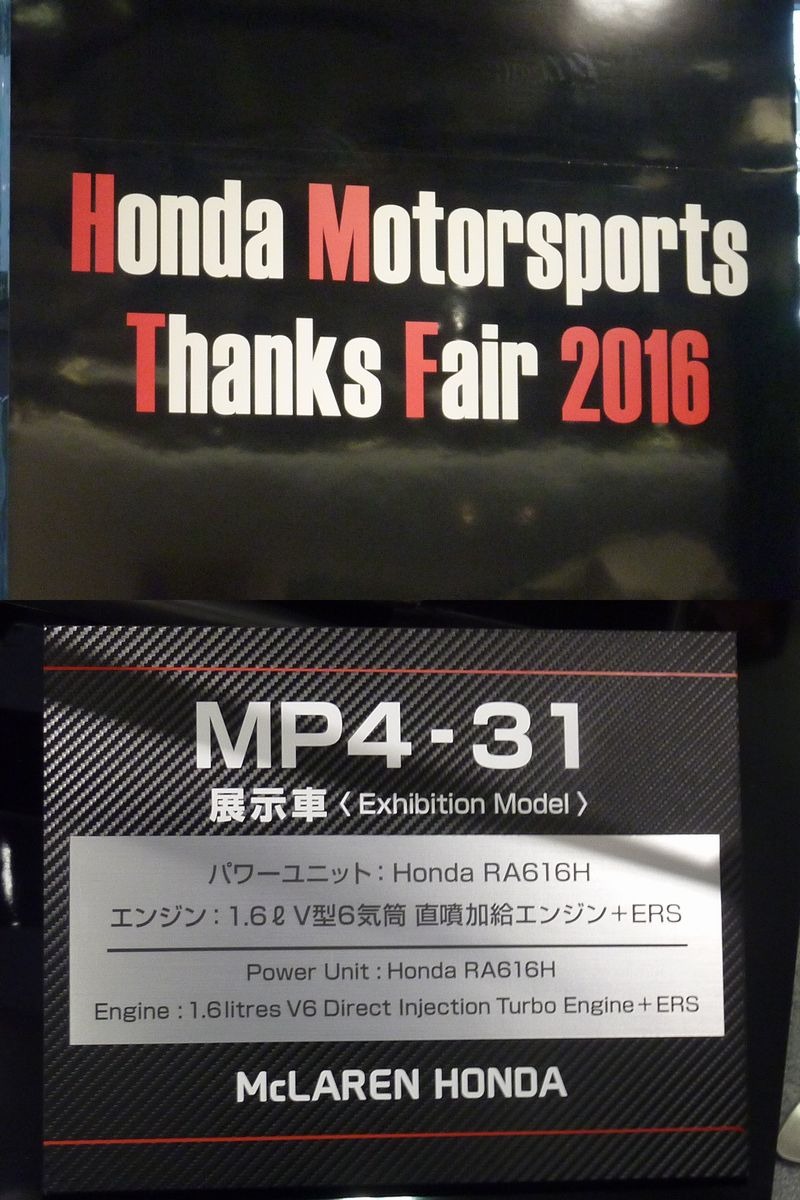 Honda Motorsports
Thanks Fair 2016
MP4-31
展示車〈 Exhibition Model 〉
パワーユニット：Honda RA616H
エンジン：1.6ℓ V型6気筒 直噴加給エンジン＋ERS
Power Unit : Honda RA616H
Engine : 1.6litres V6 Direct Injection Turbo Engine＋ERS
McLAREN HONDA